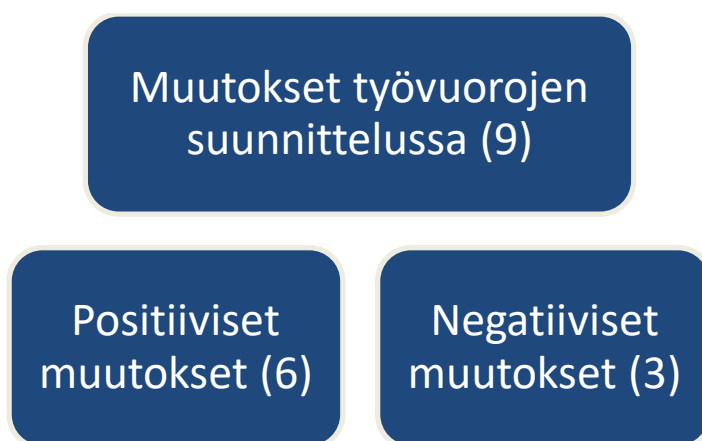 Muutokset työvuorojen
suunnittelussa (9)
Positiiviset
muutokset (6)
Negatiiviset
muutokset (3)